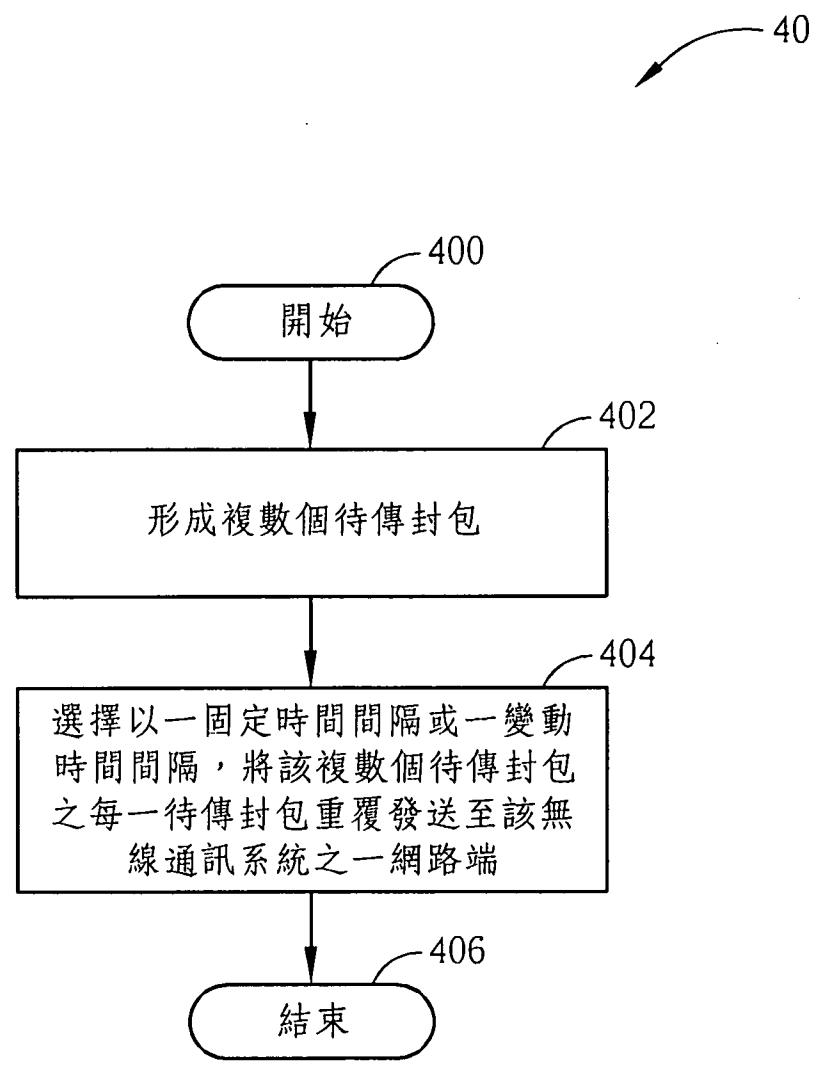 40
400
開始
402
形成複數個待傳封包
404
選擇以一固定時間間隔或一變動
時間間隔，將該複數個待傳封包
之每一待傳封包重覆發送至該無
線通訊系統之一網路端
406
結束